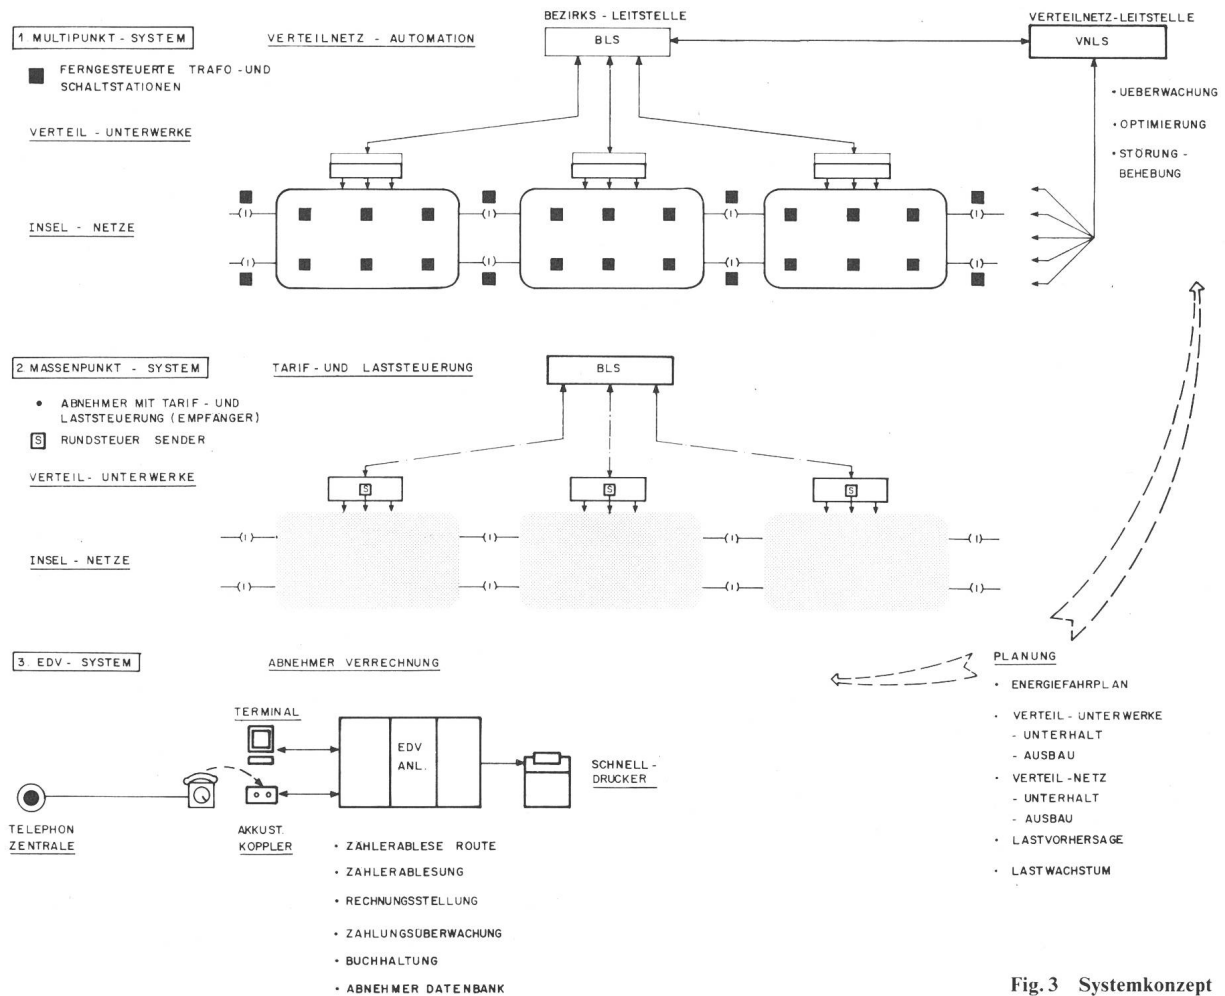 BEZIRKS - LEITSTELLE
VERTEILNETZ-LEITSTELLE
1 MULTIPUNKT - SYSTEM
VERTEILNETZ - AUTOMATION
BLS
VNLS
FERNGESTEUERTE TRAFO - UND
SCHALTSTATIONEN
• UEBERWACHUNG
• OPTIMIERUNG
• STÖRUNG -
BEHEBUNG
VERTEIL - UNTERWERKE
INSEL - NETZE
2. MASSENPUNKT - SYSTEM
TARIF - UND LASTSTEUERUNG
BLS
• ABNEHMER MIT TARIF - UND
LASTSTEUERUNG (EMPFÄNGER)
S RUNDSTEUER SENDER
VERTEIL - UNTERWERKE
S
S
S
INSEL - NETZE
3. EDV - SYSTEM
ABNEHMER VERRECHNUNG
TERMINAL
EDV
ANL.
SCHNELL -
DRUCKER
TELEPHON
ZENTRALE
AKKUST.
KOPPLER
• ZÄHLERABLESE ROUTE
• ZÄHLERABLESUNG
• RECHNUNGSSTELLUNG
• ZAHLUNGSÜBERWACHUNG
• BUCHHALTUNG
• ABNEHMER DATENBANK
PLANUNG
• ENERGIEFAHRPLAN
• VERTEIL - UNTERWERKE
- UNTERHALT
- AUSBAU
• VERTEIL - NETZ
- UNTERHALT
- AUSBAU
• LASTVORHERSAGE
• LASTWACHSTUM
Fig. 3 Systemkonzept